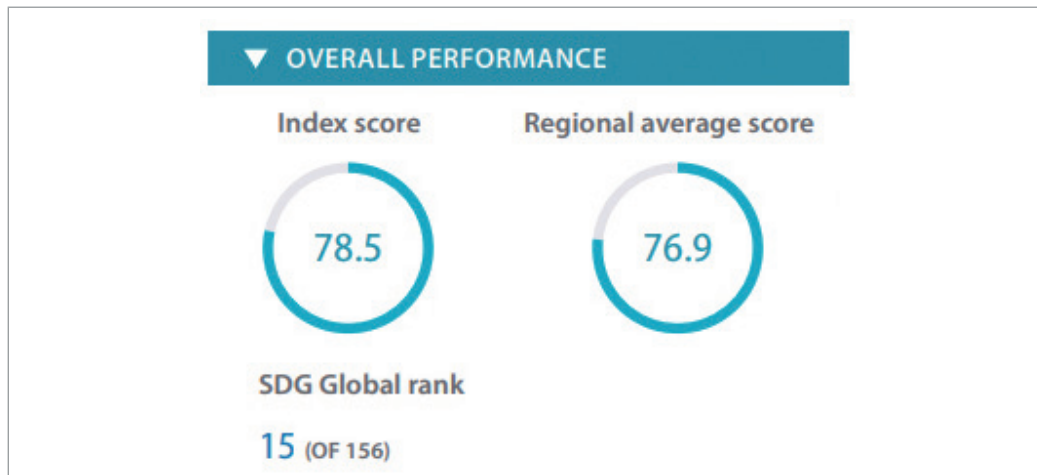 ▼ OVERALL PERFORMANCE
Index score
Regional average score
78.5
76.9
SDG Global rank
15 (OF 156)